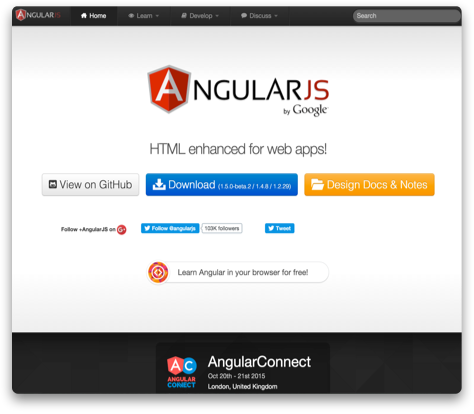 ANGULARJS
Home
Learn
Develop
Discuss
Search
ANGULARJS
by Google
HTML enhanced for web apps!
View on GitHub
Download (1.5.0-beta.2 / 1.4.8 / 1.2.29)
Design Docs & Notes
Follow +AngularJS on
Follow @angularjs
103K followers
Tweet
Learn Angular in your browser for free!
A C
ANGULAR
CONNECT
AngularConnect
Oct 20th - 21st 2015
London, United Kingdom